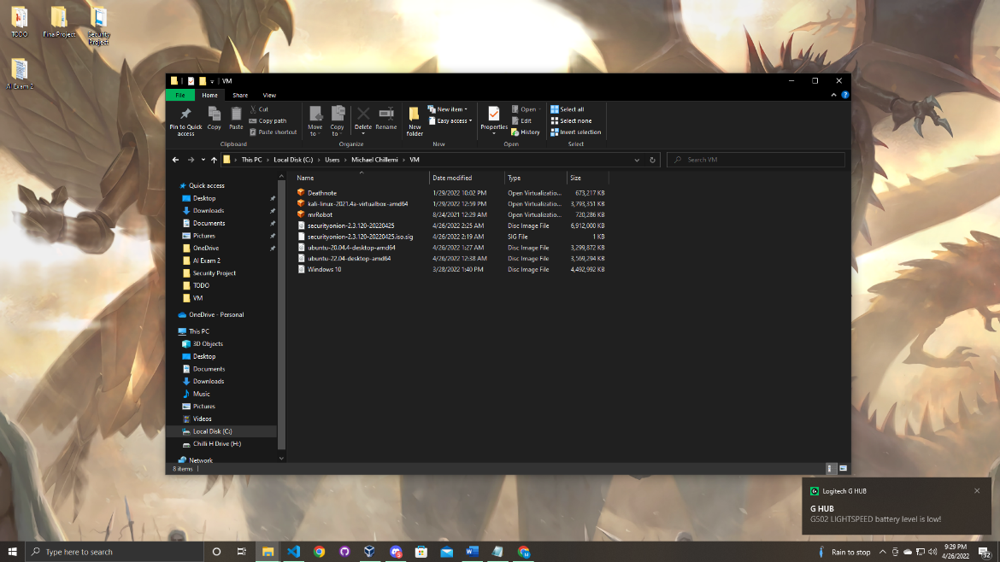 TODO
FinaProject
Security
Project
AI Exam 2
VM
File
Home
Share
View
Pin to Quick
access
Copy
Paste
Cut
Copy path
Paste shortcut
Clipboard
Move
to
Copy
to
Delete
Rename
Organize
New
folder
New item
Easy access
New
Properties
Open
Edit
History
Open
Select all
Select none
Invert selection
Select
This PC > Local Disk (C:) > Users > Michael Chillemi > VM
Search VM
Quick access
Desktop
Downloads
Documents
Pictures
OneDrive
AI Exam 2
Security Project
TODO
VM
OneDrive - Personal
This PC
3D Objects
Desktop
Documents
Downloads
Music
Pictures
Videos
Local Disk (C:)
Chilli H Drive (H:)
Network
Name Date modified Type Size
Deathnote 1/29/2022 10:02 PM Open Virtualizatio... 673,217 KB
kali-linux-2021.4a-virtualbox-amd64 1/29/2022 12:59 PM Open Virtualizatio... 3,793,351 KB
mrRobot 8/24/2021 12:29 AM Open Virtualizatio... 720,286 KB
securityonion-2.3.120-20220425 4/26/2022 2:25 AM Disc Image File 6,912,000 KB
securityonion-2.3.120-20220425.iso.sig 4/26/2022 2:19 AM SIG File 1 KB
ubuntu-20.04.4-desktop-amd64 4/26/2022 1:27 AM Disc Image File 3,299,872 KB
ubuntu-22.04-desktop-amd64 4/26/2022 12:38 AM Disc Image File 3,569,294 KB
Windows 10 3/28/2022 1:40 PM Disc Image File 4,492,992 KB
8 items
Logitech G HUB
G HUB
G502 LIGHTSPEED battery level is low!
Type here to search
5
Rain to stop
9:29 PM
4/26/2022
32